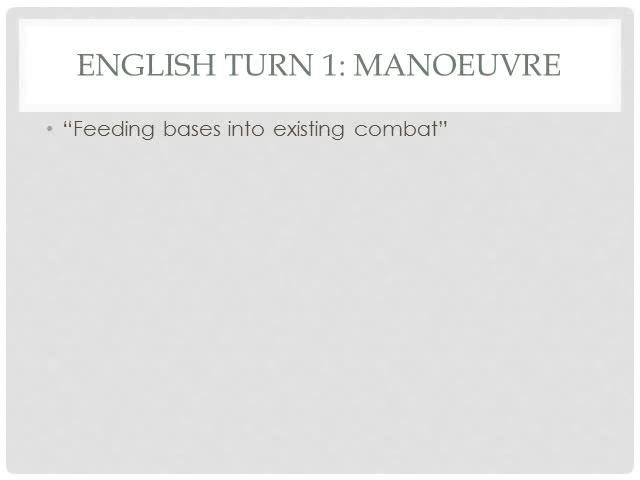 ENGLISH TURN 1: MANOEUVRE
• “Feeding bases into existing combat”